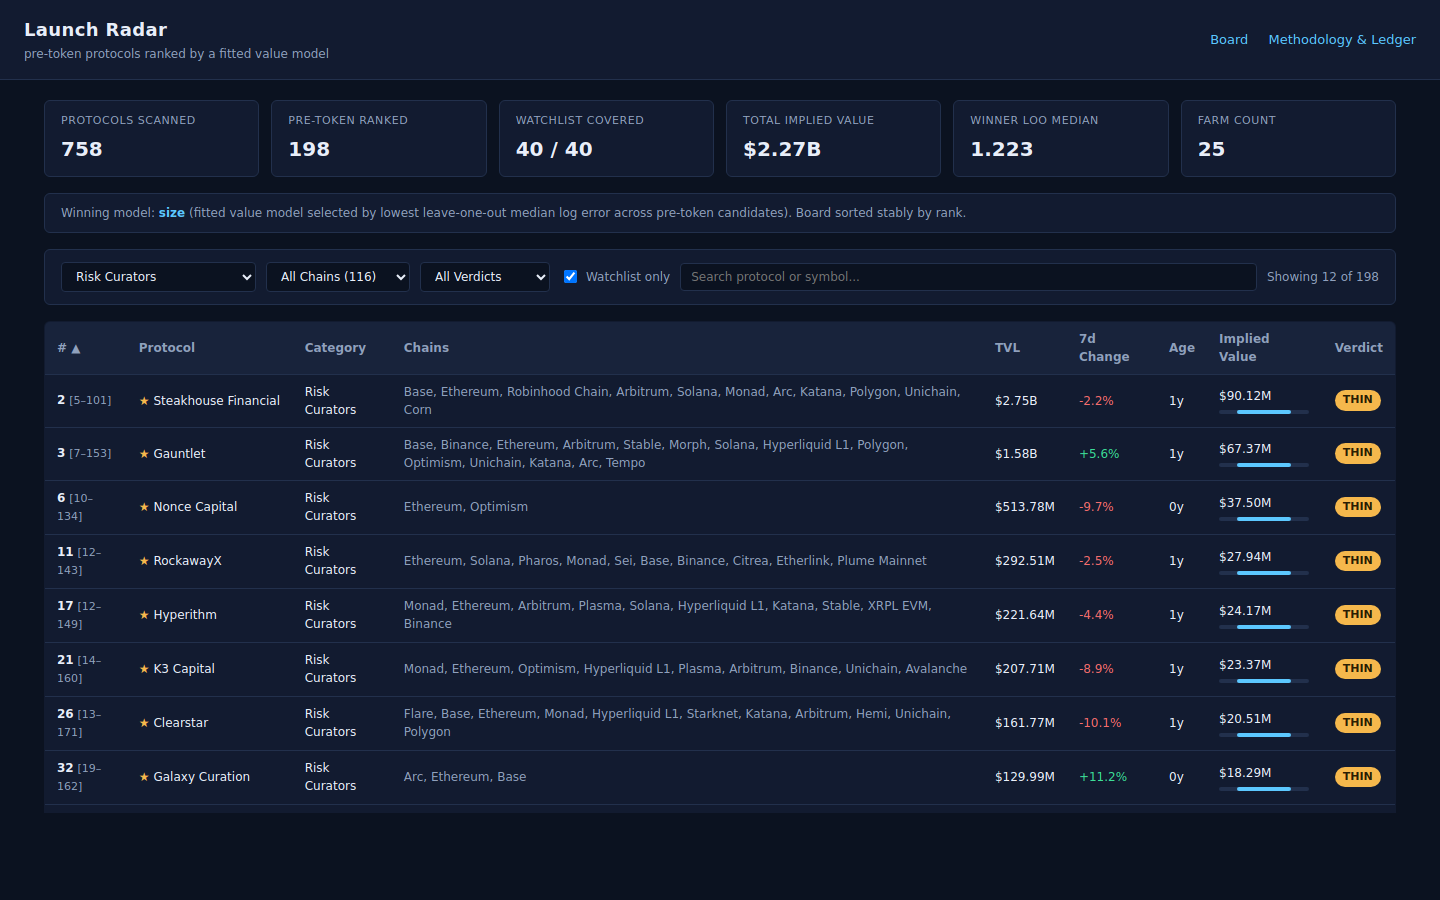 Launch Radar
pre-token protocols ranked by a fitted value model
Board Methodology & Ledger
PROTOCOLS SCANNED
758
PRE-TOKEN RANKED
198
WATCHLIST COVERED
40 / 40
TOTAL IMPLIED VALUE
$2.27B
WINNER LOO MEDIAN
1.223
FARM COUNT
25
Winning model: size (fitted value model selected by lowest leave-one-out median log error across pre-token candidates). Board sorted stably by rank.
Risk Curators All Chains (116) All Verdicts Watchlist only Search protocol or symbol... Showing 12 of 198
# ▲ Protocol Category Chains TVL 7d Change Age Implied Value Verdict
2 [5–101] ★ Steakhouse Financial Risk Curators Base, Ethereum, Robinhood Chain, Arbitrum, Solana, Monad, Arc, Katana, Polygon, Unichain, Corn $2.75B -2.2% 1y $90.12M THIN
3 [7–153] ★ Gauntlet Risk Curators Base, Binance, Ethereum, Arbitrum, Stable, Morph, Solana, Hyperliquid L1, Polygon, Optimism, Unichain, Katana, Arc, Tempo $1.58B +5.6% 1y $67.37M THIN
6 [10–134] ★ Nonce Capital Risk Curators Ethereum, Optimism $513.78M -9.7% 0y $37.50M THIN
11 [12–143] ★ RockawayX Risk Curators Ethereum, Solana, Pharos, Monad, Sei, Base, Binance, Citrea, Etherlink, Plume Mainnet $292.51M -2.5% 1y $27.94M THIN
17 [12–149] ★ Hyperithm Risk Curators Monad, Ethereum, Arbitrum, Plasma, Solana, Hyperliquid L1, Katana, Stable, XRPL EVM, Binance $221.64M -4.4% 1y $24.17M THIN
21 [14–160] ★ K3 Capital Risk Curators Monad, Ethereum, Optimism, Hyperliquid L1, Plasma, Arbitrum, Binance, Unichain, Avalanche $207.71M -8.9% 1y $23.37M THIN
26 [13–171] ★ Clearstar Risk Curators Flare, Base, Ethereum, Monad, Hyperliquid L1, Starknet, Katana, Arbitrum, Hemi, Unichain, Polygon $161.77M -10.1% 1y $20.51M THIN
32 [19–162] ★ Galaxy Curation Risk Curators Arc, Ethereum, Base $129.99M +11.2% 0y $18.29M THIN